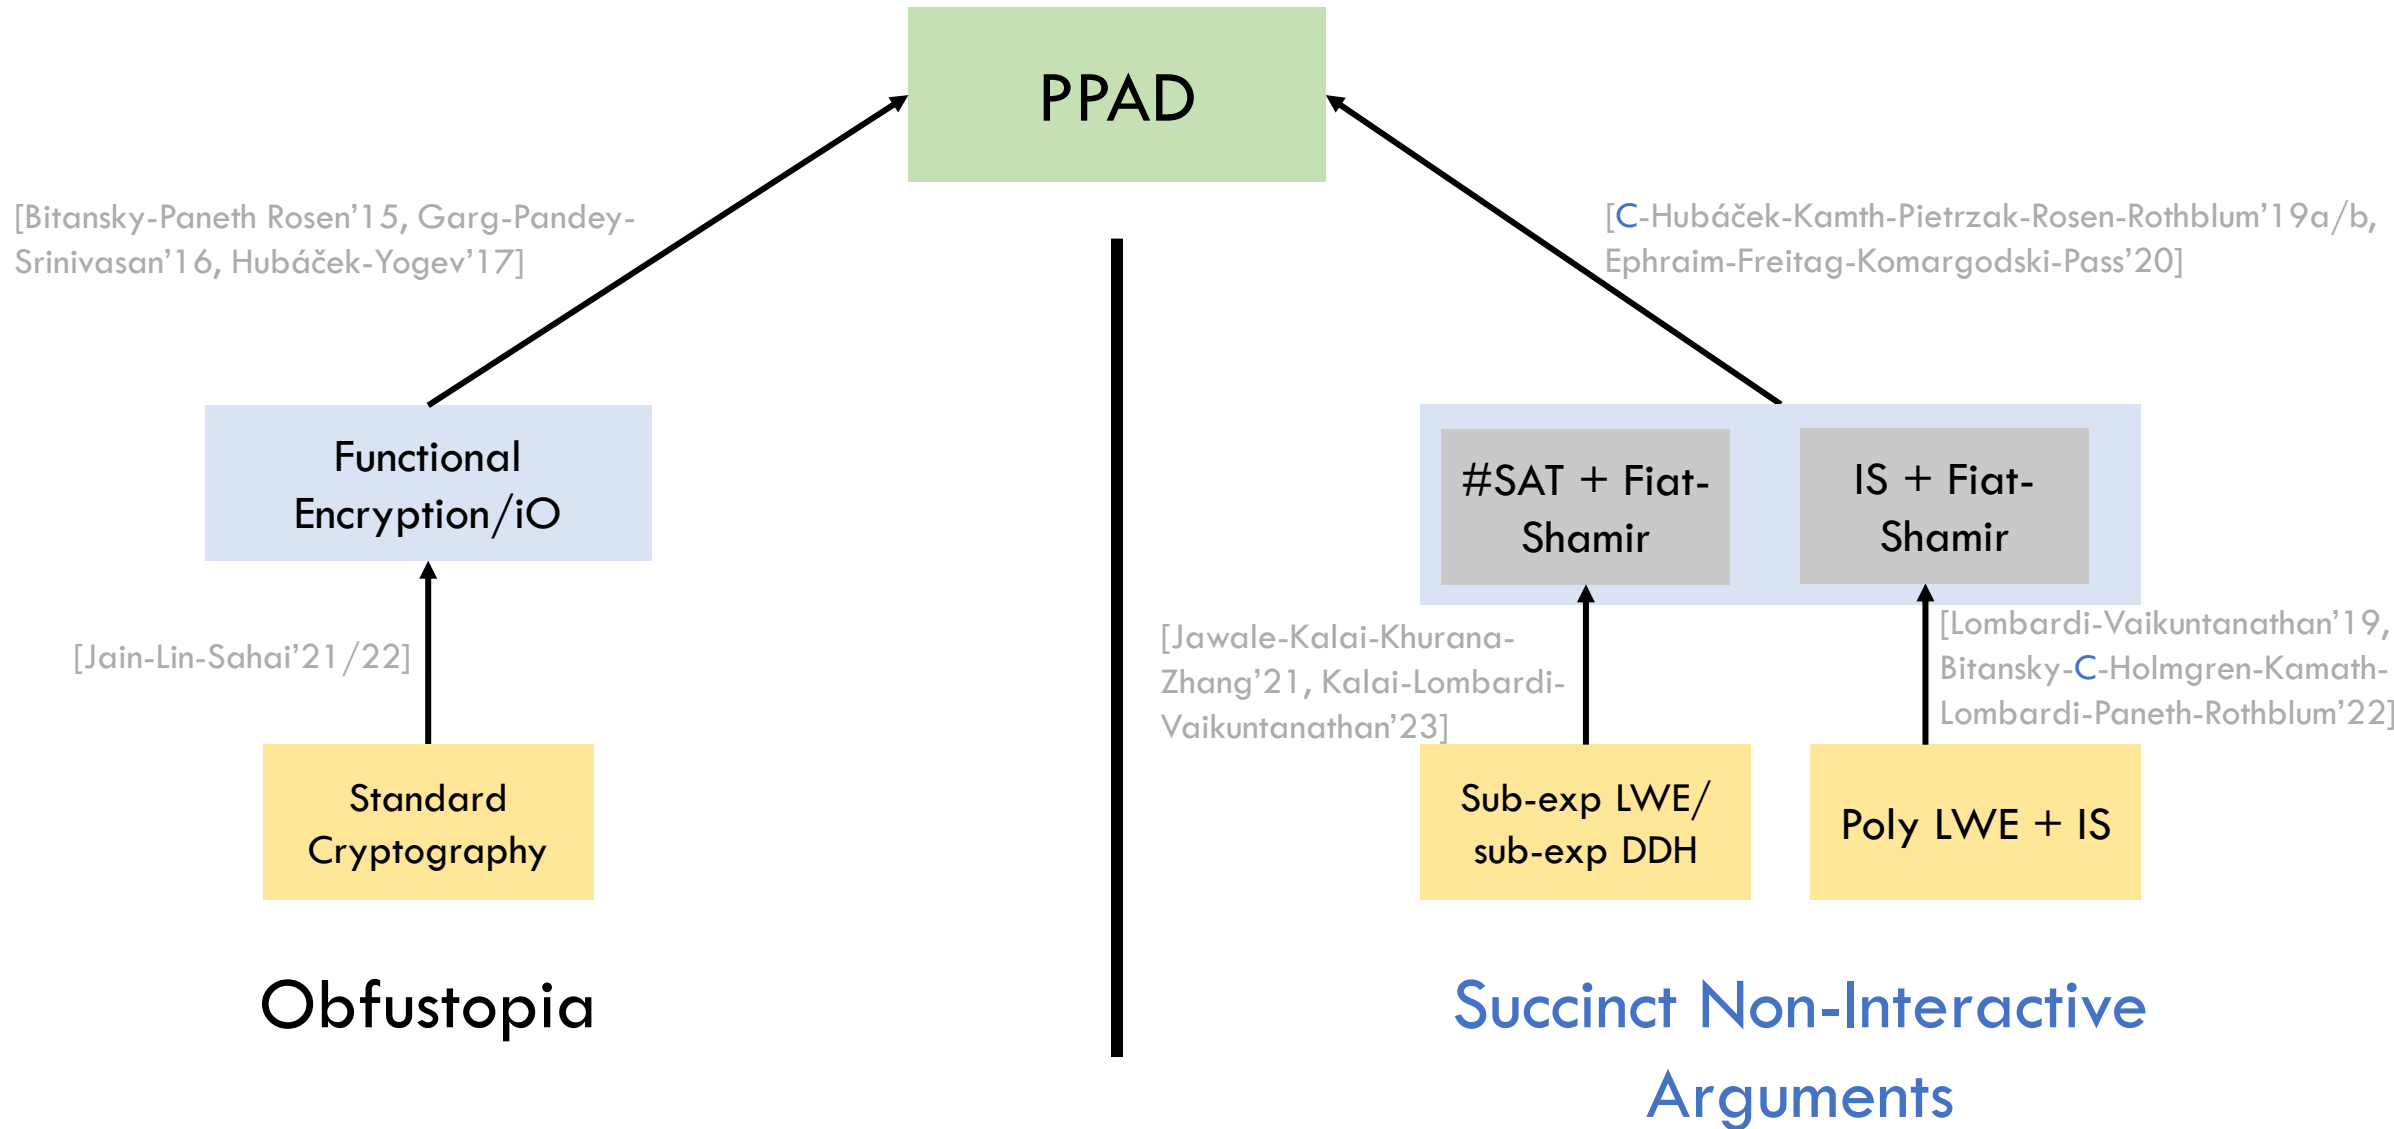 PPAD
[Bitansky-Paneth Rosen’15, Garg-Pandey-
Srinivasan’16, Hubáček-Yogev’17]
[C-Hubáček-Kamth-Pietrzak-Rosen-Rothblum’19a/b,
Ephraim-Freitag-Komargodski-Pass’20]
Functional
Encryption/iO
#SAT + Fiat-
Shamir
IS + Fiat-
Shamir
[Jain-Lin-Sahai’21/22]
[Jawale-Kalai-Khurana-
Zhang’21, Kalai-Lombardi-
Vaikuntanathan’23]
[Lombardi-Vaikuntanathan’19,
Bitansky-C-Holmgren-Kamath-
Lombardi-Paneth-Rothblum’22]
Standard
Cryptography
Sub-exp LWE/
sub-exp DDH
Poly LWE + IS
Obfustopia
Succinct Non-Interactive
Arguments